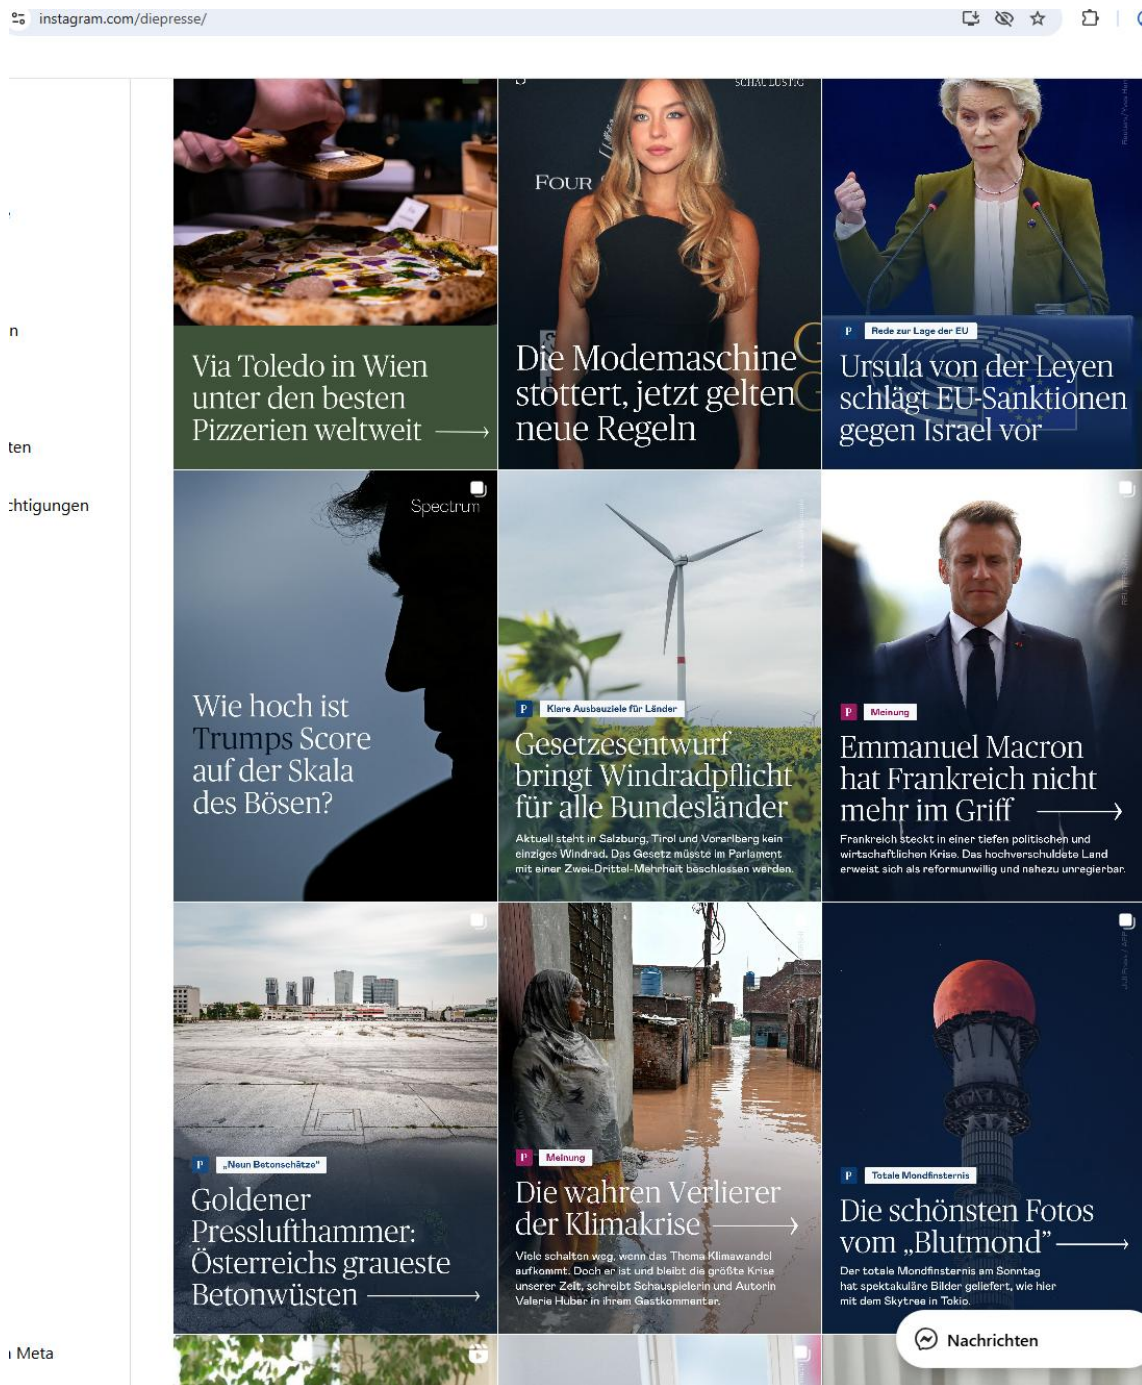 instagram.com/diepresse/
n
ten
chtigungen
Meta
Via Toledo in Wien
unter den besten
Pizzerien weltweit
SCHAULUSTIG
FOUR
Die Modemaschine
stottert, jetzt gelten
neue Regeln
P Rede zur Lage der EU
Ursula von der Leyen
schlägt EU-Sanktionen
gegen Israel vor
Spectrum
Wie hoch ist
Trumps Score
auf der Skala
des Bösen?
P Klare Ausbauziele für Länder
Gesetzesentwurf
bringt Windradpflicht
für alle Bundesländer
Aktuell steht in Salzburg, Tirol und Vorarlberg kein
einziges Windrad. Das Gesetz müsste im Parlament
mit einer Zwei-Drittel-Mehrheit beschlossen werden.
P Meinung
Emmanuel Macron
hat Frankreich nicht
mehr im Griff
Frankreich steckt in einer tiefen politischen und
wirtschaftlichen Krise. Das hochverschuldete Land
erweist sich als reformunwillig und nahezu unregierbar.
P „Neun Betonschätze“
Goldener
Presslufthammer:
Österreichs graueste
Betonwüsten
P Meinung
Die wahren Verlierer
der Klimakrise
Viele schalten weg, wenn das Thema Klimawandel
aufkommt. Doch er ist und bleibt die größte Krise
unserer Zeit, schreibt Schauspielerin und Autorin
Valerie Huber in ihrem Gastkommentar.
P Totale Mondfinsternis
Die schönsten Fotos
vom „Blutmond”
Der totale Mondfinsternis am Sonntag
hat spektakuläre Bilder geliefert, wie hier
mit dem Skytree in Tokio.
Nachrichten